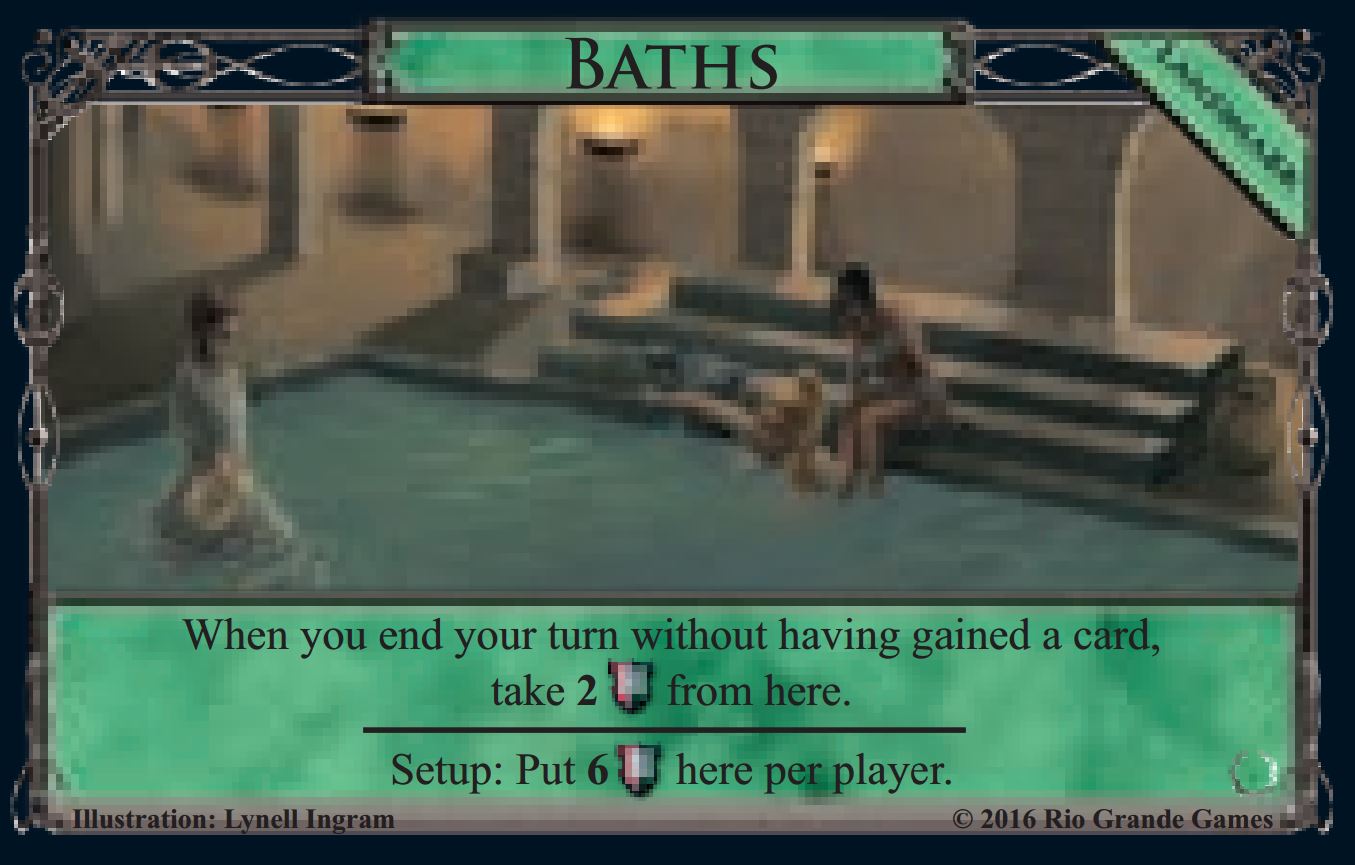 BATHS
LANDMARK
When you end your turn without having gained a card,
take 2 from here.
Setup: Put 6 here per player.
Illustration: Lynell Ingram
© 2016 Rio Grande Games